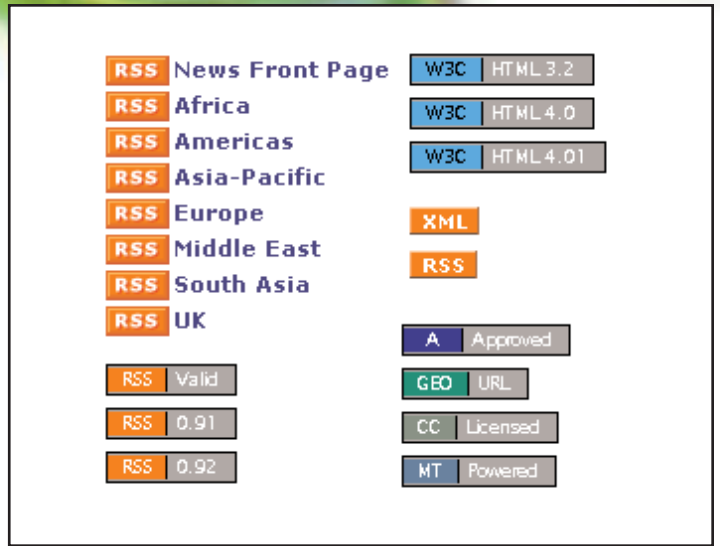 RSS News Front Page
RSS Africa
RSS Americas
RSS Asia-Pacific
RSS Europe
RSS Middle East
RSS South Asia
RSS UK
RSS Valid
RSS 0.91
RSS 0.92
W3C HTML 3.2
W3C HTML 4.0
W3C HTML 4.01
XML
RSS
A Approved
GEO URL
CC Licensed
MT Powered